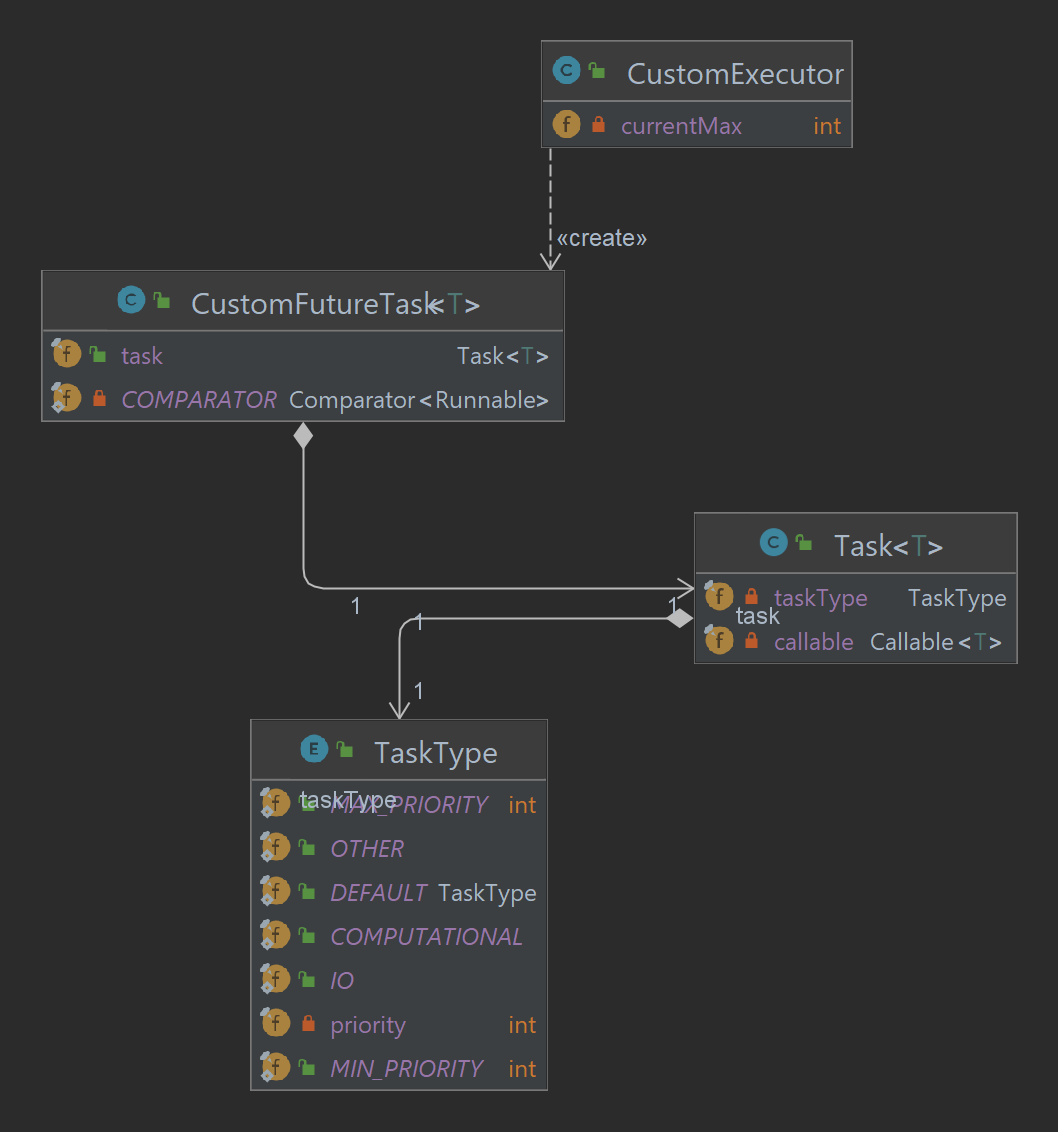 CustomExecutor
currentMax int
«create»
CustomFutureTask<T>
task Task<T>
COMPARATOR Comparator<Runnable>
Task<T>
taskType TaskType
1
1
task
1
callable Callable<T>
1
TaskType
taskType
MAX_PRIORITY int
OTHER
DEFAULT TaskType
COMPUTATIONAL
IO
priority int
MIN_PRIORITY int